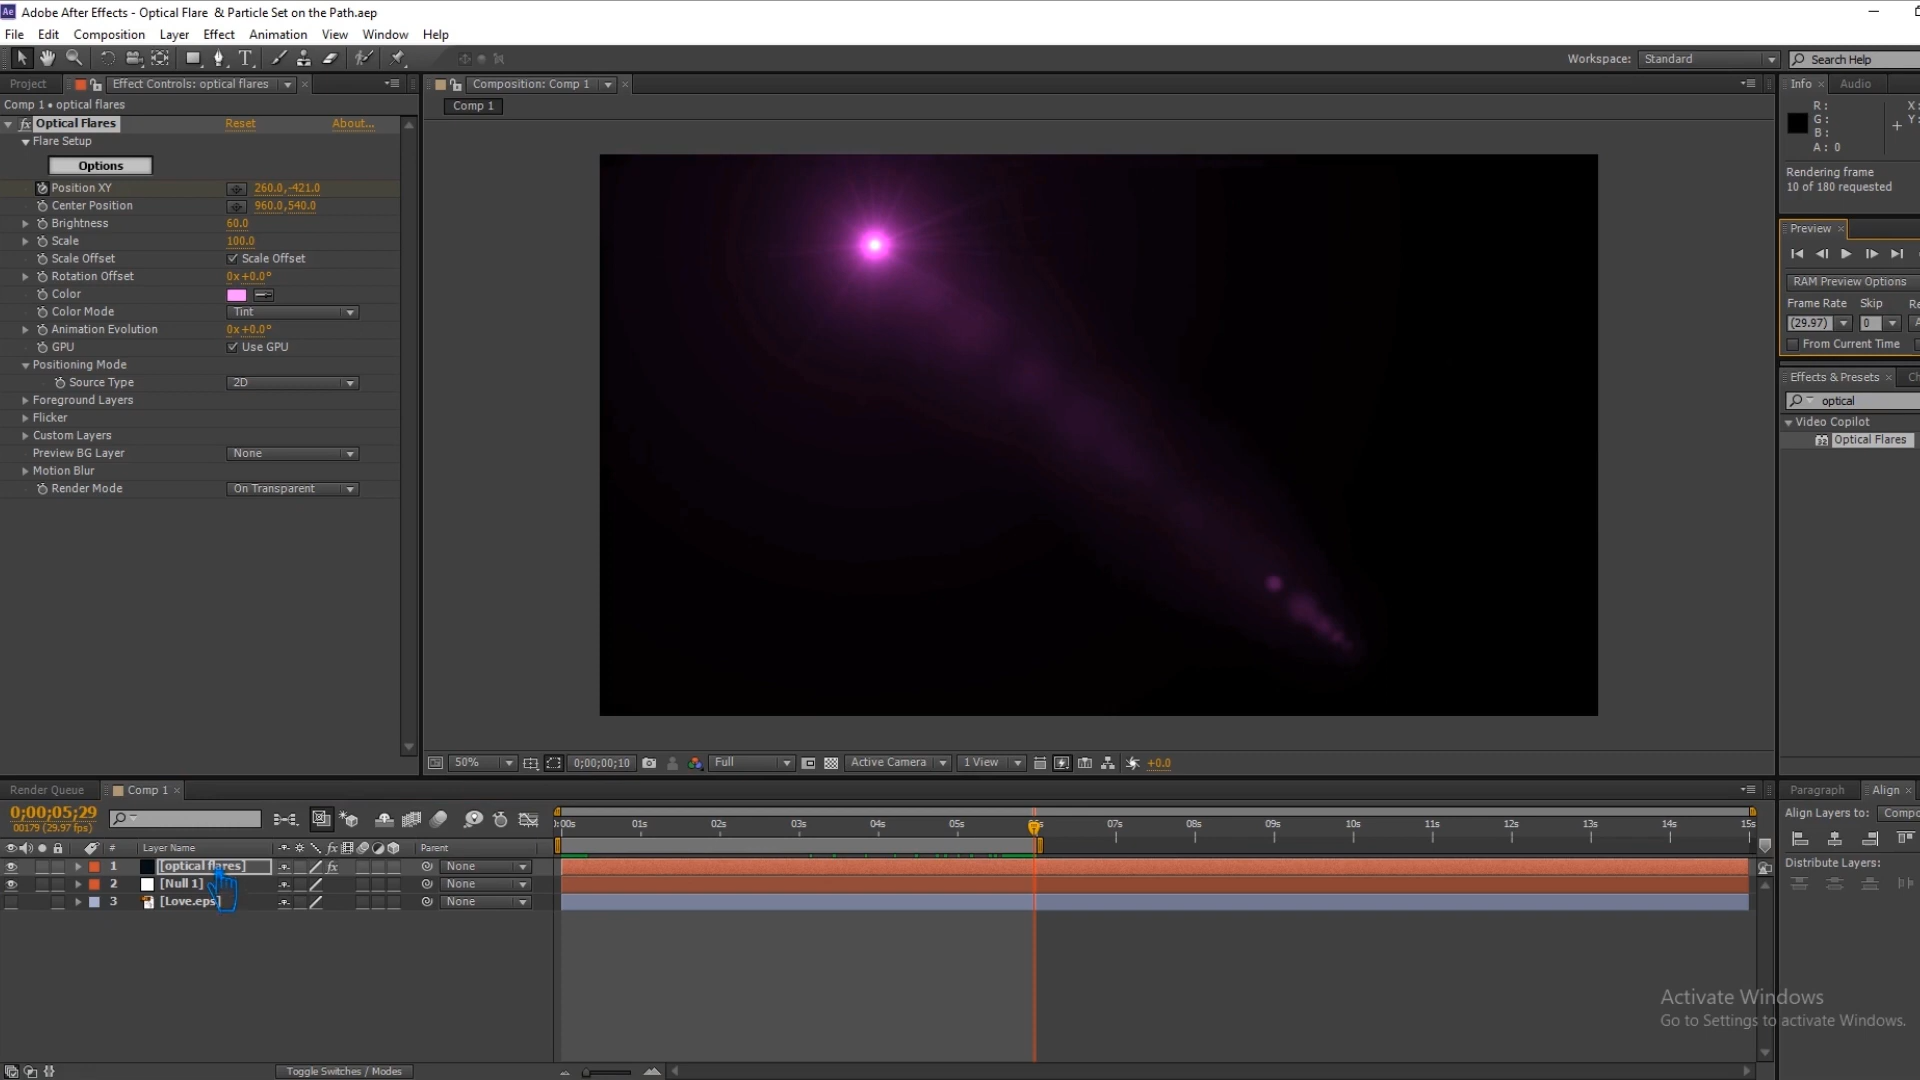 Ae Adobe After Effects - Optical Flare & Particle Set on the Path.aep
File Edit Composition Layer Effect Animation View Window Help
Workspace: Standard Search Help
Project Effect Controls: optical flares
Comp 1 • optical flares
fx Optical Flares Reset About...
Flare Setup
Options
Position XY 260.0,-421.0
Center Position 960.0,540.0
Brightness 60.0
Scale 100.0
Scale Offset Scale Offset
Rotation Offset 0x+0.0°
Color
Color Mode Tint
Animation Evolution 0x+0.0°
GPU Use GPU
Positioning Mode
Source Type 2D
Foreground Layers
Flicker
Custom Layers
Preview BG Layer None
Motion Blur
Render Mode On Transparent
Composition: Comp 1
Comp 1
50% 0;00;00;10 Full Active Camera 1 View +0.0
Info Audio
R: X:
G: Y:
B:
A: 0
Rendering frame
10 of 180 requested
Preview
RAM Preview Options
Frame Rate Skip Re
(29.97) 0 A
From Current Time
Effects & Presets Ch
optical
Video Copilot
32 Optical Flares
Render Queue Comp 1
0;00;05;29
00179 (29.97 fps)
# Layer Name fx Parent
1 [optical flares] fx None
2 [Null 1] None
3 [Love.eps] None
:00s 01s 02s 03s 04s 05s 07s 08s 09s 10s 11s 12s 13s 14s 15s
Toggle Switches / Modes
Paragraph Align
Align Layers to: Compo
Distribute Layers:
Activate Windows
Go to Settings to activate Windows.